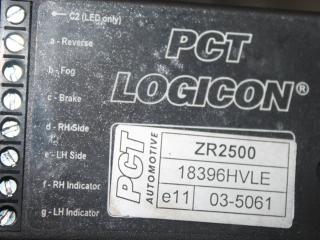 C2 (LED only)
a - Reverse
b - Fog
c - Brake
d - RH Side
e - LH Side
f - RH Indicator
g - LH Indicator
PCT
LOGICON®
PCT
AUTOMOTIVE
ZR2500
18396HVLE
e11 03-5061